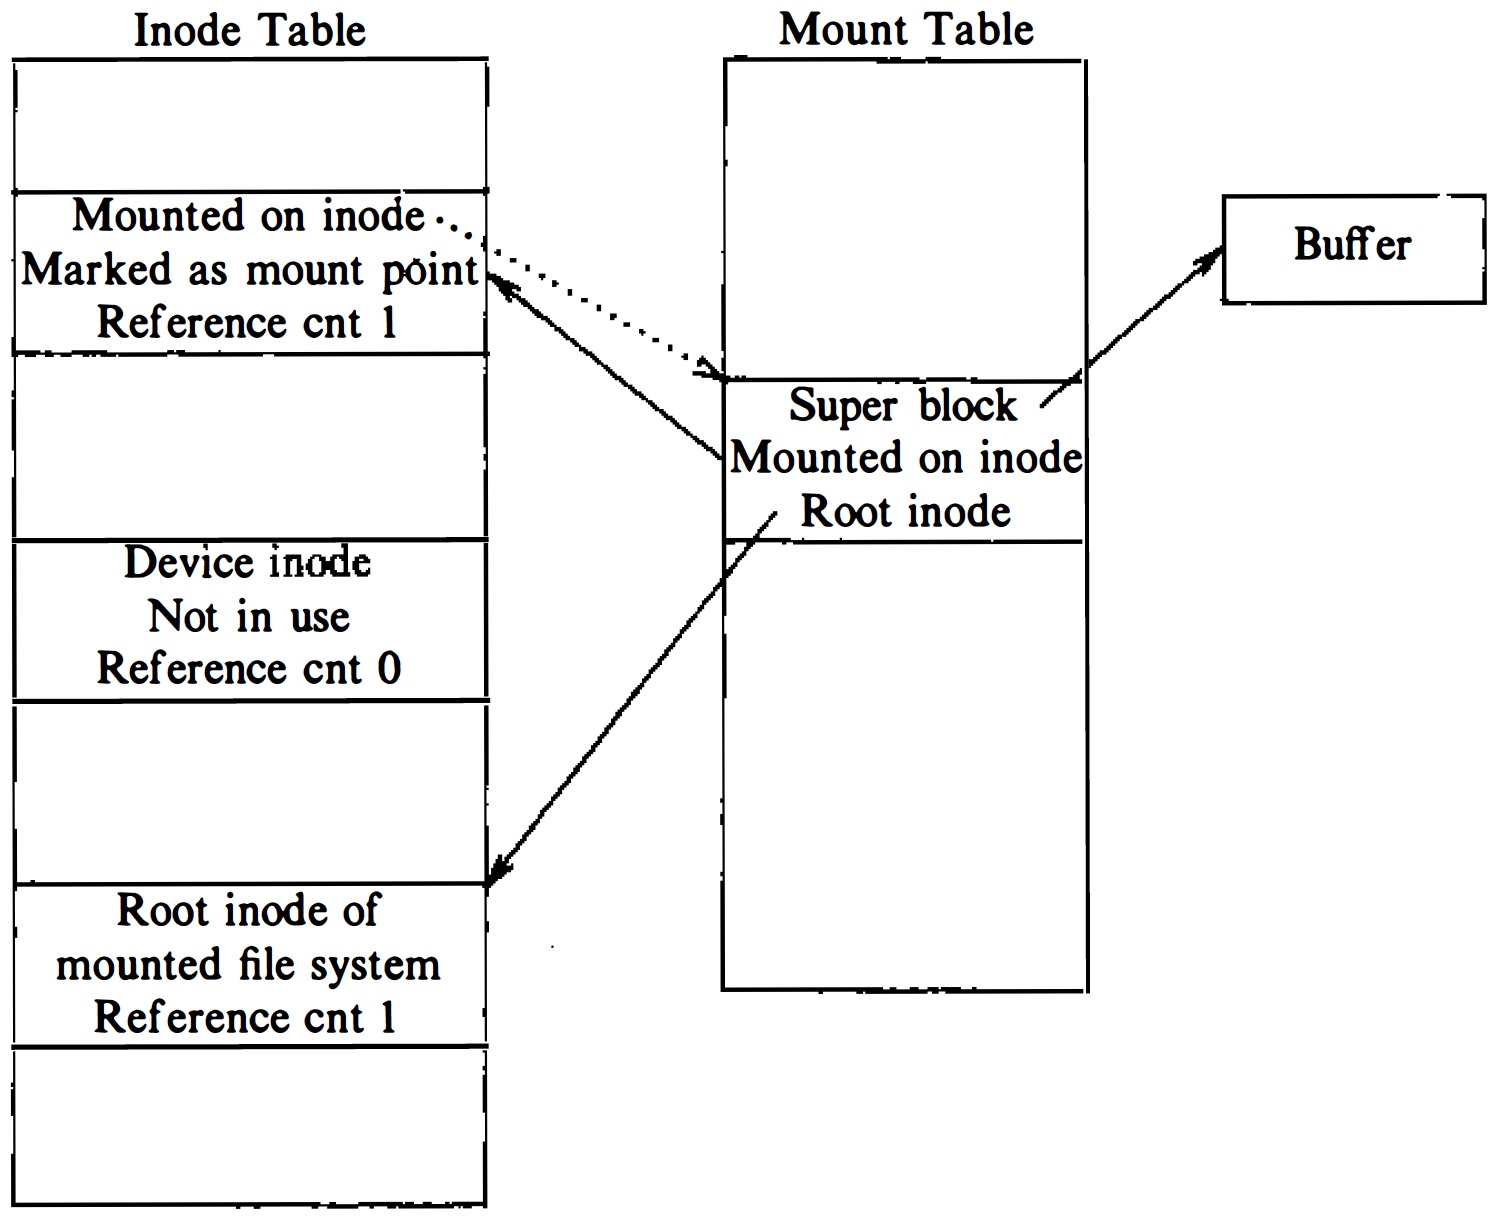 Inode Table
Mounted on inode
Marked as mount point
Reference cnt 1
Device inode
Not in use
Reference cnt 0
Root inode of
mounted file system
Reference cnt 1
Mount Table
Super block
Mounted on inode
Root inode
Buffer